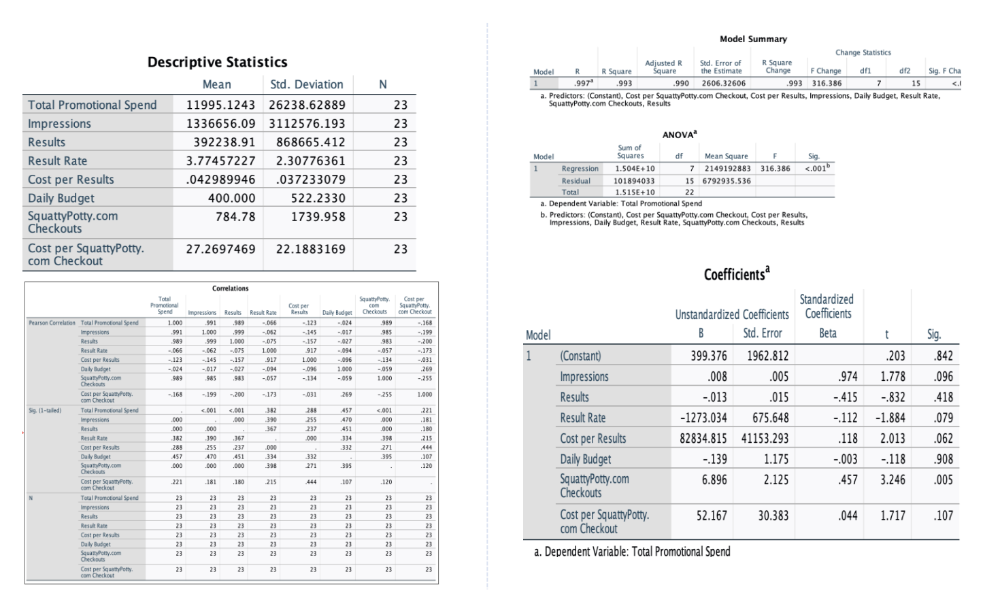 Descriptive Statistics
Mean Std. Deviation N
Total Promotional Spend 11995.1243 26238.62889 23
Impressions 1336656.09 3112576.193 23
Results 392238.91 868665.412 23
Result Rate 3.77457227 2.30776361 23
Cost per Results .042989946 .037233079 23
Daily Budget 400.000 522.2330 23
SquattyPotty.com 784.78 1739.958 23
Checkouts
Cost per SquattyPotty. 27.2697469 22.1883169 23
com Checkout
Correlations
Total
Promotional
Spend Impressions Results Result Rate Cost per
Results Daily Budget SquattyPotty.
com
Checkouts Cost per
SquattyPotty.
com Checkout
Pearson Correlation Total Promotional Spend 1.000 .991 .989 -.066 -.123 -.024 .989 -.168
Impressions .991 1.000 .999 -.062 -.145 -.017 .985 -.199
Results .989 .999 1.000 -.075 -.157 -.027 .983 -.200
Result Rate -.066 -.062 -.075 1.000 .917 -.094 -.057 -.173
Cost per Results -.123 -.145 -.157 .917 1.000 -.096 -.134 -.031
Daily Budget -.024 -.017 -.027 -.094 -.096 1.000 -.059 .269
SquattyPotty.com .989 .985 .983 -.057 -.134 -.059 1.000 -.255
Checkouts
Cost per SquattyPotty. -.168 -.199 -.200 -.173 -.031 .269 -.255 1.000
com Checkout
Sig. (1-tailed) Total Promotional Spend . <.001 <.001 .382 .288 .457 <.001 .221
Impressions .000 . .000 .390 .255 .470 .000 .181
Results .000 .000 . .367 .237 .451 .000 .180
Result Rate .382 .390 .367 . .000 .334 .398 .215
Cost per Results .288 .255 .237 .000 . .332 .271 .444
Daily Budget .457 .470 .451 .334 .332 . .395 .107
SquattyPotty.com .000 .000 .000 .398 .271 .395 . .120
Checkouts
Cost per SquattyPotty. .221 .181 .180 .215 .444 .107 .120 .
com Checkout
N Total Promotional Spend 23 23 23 23 23 23 23 23
Impressions 23 23 23 23 23 23 23 23
Results 23 23 23 23 23 23 23 23
Result Rate 23 23 23 23 23 23 23 23
Cost per Results 23 23 23 23 23 23 23 23
Daily Budget 23 23 23 23 23 23 23 23
SquattyPotty.com 23 23 23 23 23 23 23 23
Checkouts
Cost per SquattyPotty. 23 23 23 23 23 23 23 23
com Checkout
Model Summary
Change Statistics
Model R R Square Adjusted R
Square Std. Error of
the Estimate R Square
Change F Change df1 df2 Sig. F Cha
1 .997a .993 .990 2606.32606 .993 316.386 7 15 <.0
a. Predictors: (Constant), Cost per SquattyPotty.com Checkout, Cost per Results, Impressions, Daily Budget, Result Rate,
SquattyPotty.com Checkouts, Results
ANOVAa
Model Sum of
Squares df Mean Square F Sig.
1 Regression 1.504E+10 7 2149192883 316.386 <.001b
Residual 101894033 15 6792935.536
Total 1.515E+10 22
a. Dependent Variable: Total Promotional Spend
b. Predictors: (Constant), Cost per SquattyPotty.com Checkout, Cost per Results,
Impressions, Daily Budget, Result Rate, SquattyPotty.com Checkouts, Results
Coefficientsa
Unstandardized Coefficients Standardized
Coefficients
Model B Std. Error Beta t Sig.
1 (Constant) 399.376 1962.812 .203 .842
Impressions .008 .005 .974 1.778 .096
Results -.013 .015 -.415 -.832 .418
Result Rate -1273.034 675.648 -.112 -1.884 .079
Cost per Results 82834.815 41153.293 .118 2.013 .062
Daily Budget -.139 1.175 -.003 -.118 .908
SquattyPotty.com 6.896 2.125 .457 3.246 .005
Checkouts
Cost per SquattyPotty. 52.167 30.383 .044 1.717 .107
com Checkout
a. Dependent Variable: Total Promotional Spend